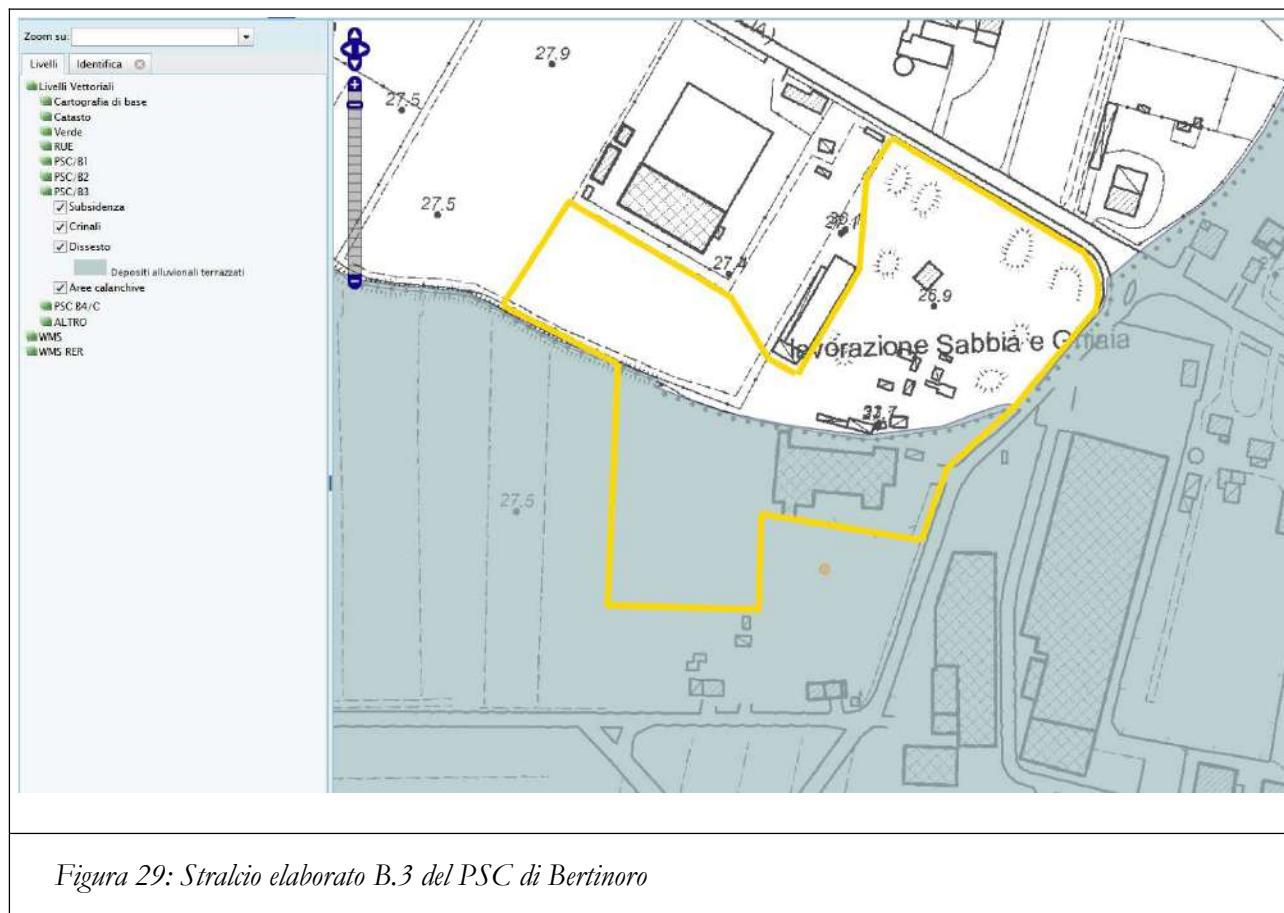 Zoom su:
Livelli
Identifica
Livelli Vettoriali
Cartografia di base
Catasto
Verde
RUE
PSC/B1
PSC/B2
PSC/B3
Subsidenza
Crinali
Dissesto
Depositi alluvionali terrazzati
Aree calanchive
PSC B4/C
ALTRO
WMS
WMS RER
27.9
27.5
27.5
27.4
26.9
lavorazione Sabbia e Ghiaia
27.5
Figura 29: Stralcio elaborato B.3 del PSC di Bertinoro